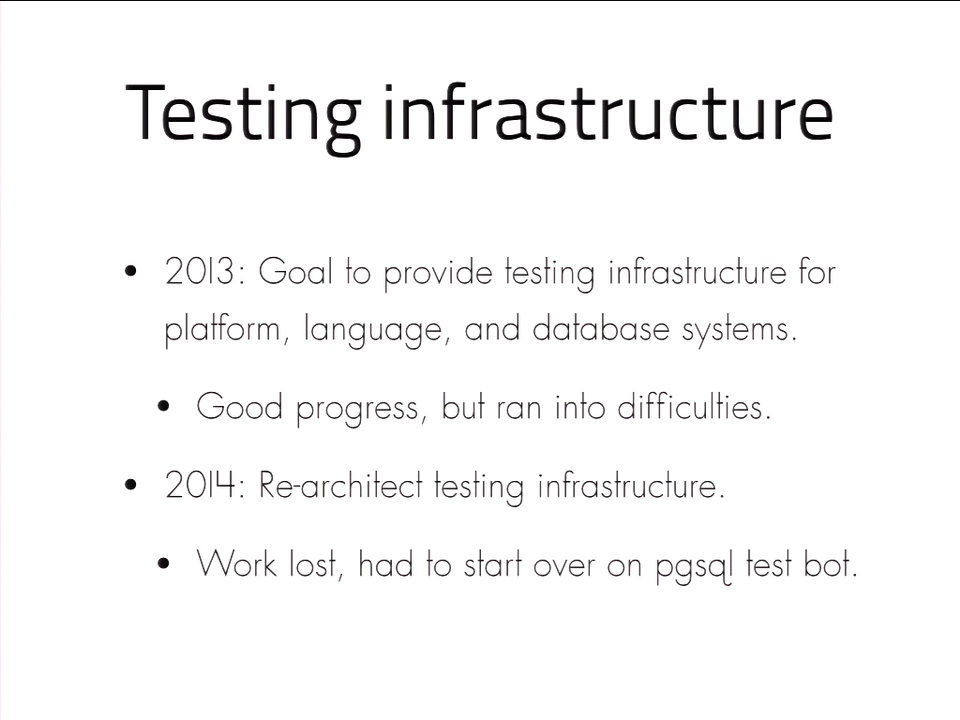 Testing infrastructure
• 2013: Goal to provide testing infrastructure for
platform, language, and database systems.
• Good progress, but ran into difficulties.
• 2014: Re-architect testing infrastructure.
• Work lost, had to start over on pgsql test bot.